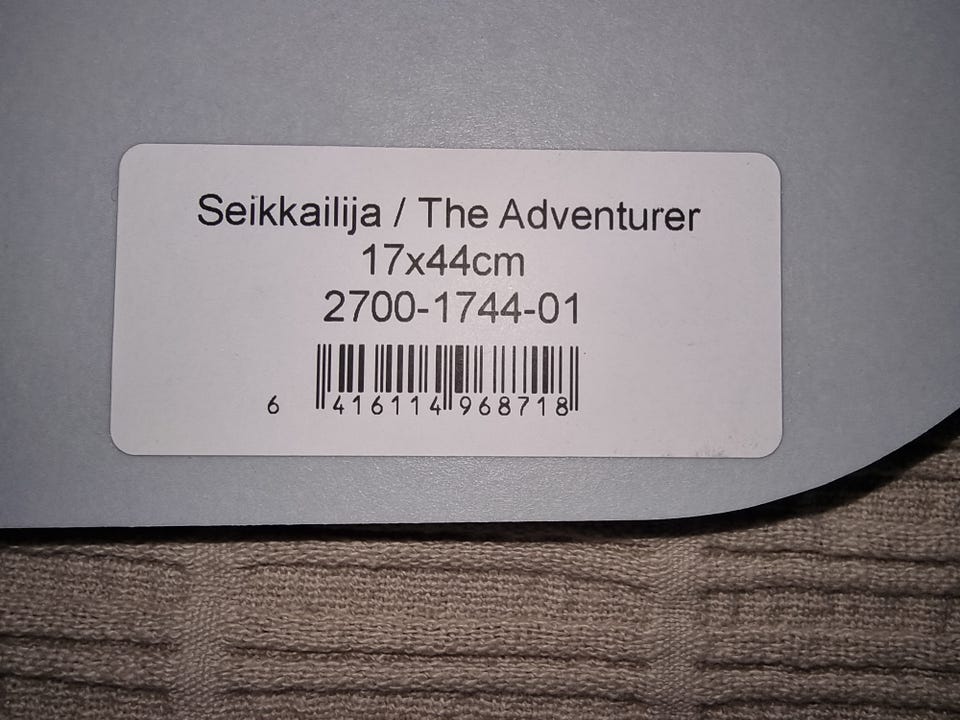 Seikkailija / The Adventurer
17x44cm
2700-1744-01
6 416114 968718